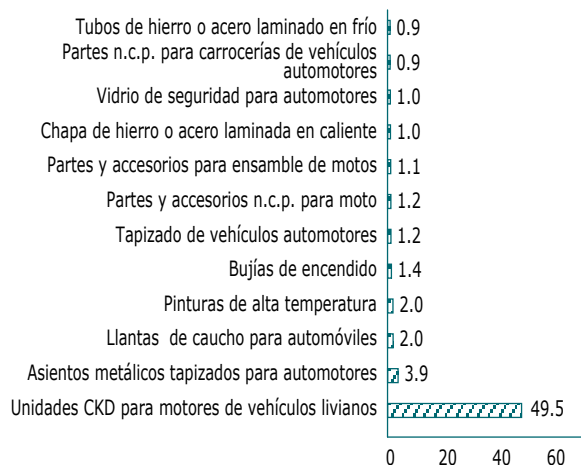 Tubos de hierro o acero laminado en frío 0.9
Partes n.c.p. para carrocerías de vehículos
automotores 0.9
Vidrio de seguridad para automotores 1.0
Chapa de hierro o acero laminada en caliente 1.0
Partes y accesorios para ensamble de motos 1.1
Partes y accesorios n.c.p. para moto 1.2
Tapizado de vehículos automotores 1.2
Bujías de encendido 1.4
Pinturas de alta temperatura 2.0
Llantas de caucho para automóviles 2.0
Asientos metálicos tapizados para automotores 3.9
Unidades CKD para motores de vehículos livianos 49.5
0 20 40 60